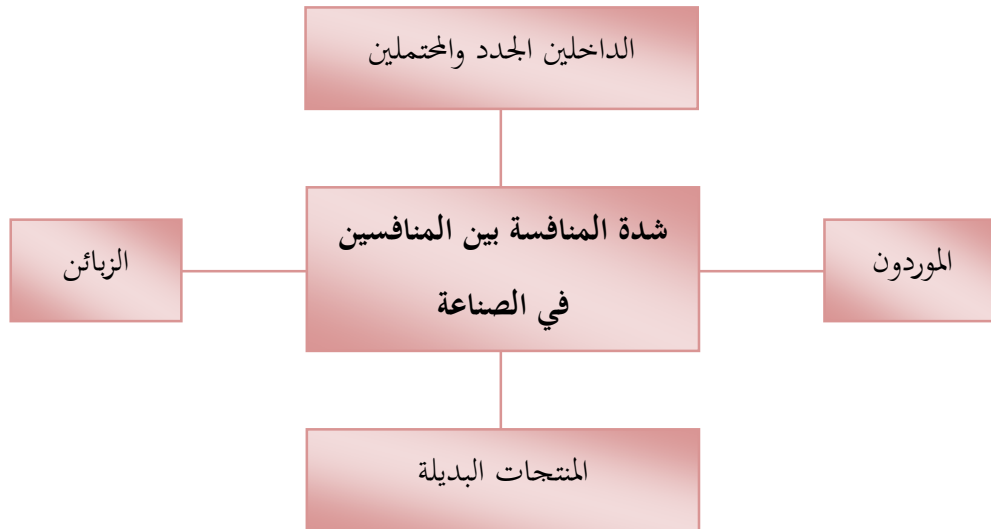 الداخلين الجدد والمحتملين
شدة المنافسة بين المنافسين
في الصناعة
الموردون
الزبائن
المنتجات البديلة